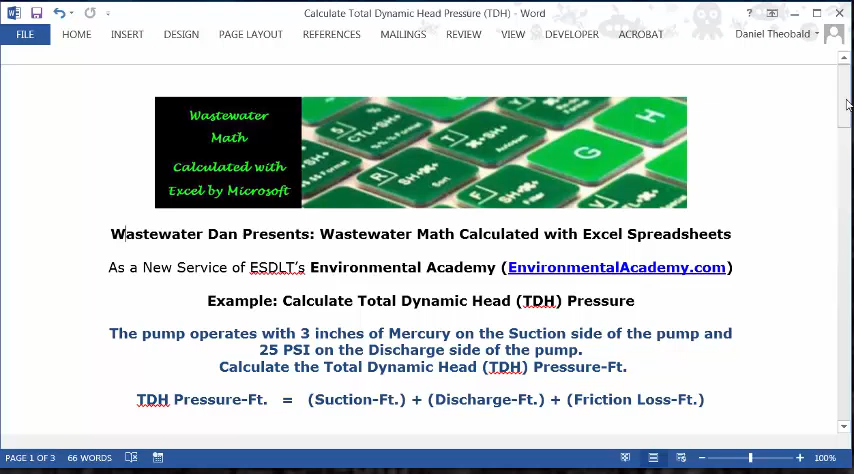 Calculate Total Dynamic Head Pressure (TDH) - Word
FILE HOME INSERT DESIGN PAGE LAYOUT REFERENCES MAILINGS REVIEW VIEW DEVELOPER ACROBAT Daniel Theobald
Wastewater
Math
Calculated with
Excel by Microsoft
Wastewater Dan Presents: Wastewater Math Calculated with Excel Spreadsheets
As a New Service of ESDLT's Environmental Academy (EnvironmentalAcademy.com)
Example: Calculate Total Dynamic Head (TDH) Pressure
The pump operates with 3 inches of Mercury on the Suction side of the pump and
25 PSI on the Discharge side of the pump.
Calculate the Total Dynamic Head (TDH) Pressure-Ft.
TDH Pressure-Ft. = (Suction-Ft.) + (Discharge-Ft.) + (Friction Loss-Ft.)
PAGE 1 OF 3 66 WORDS 100%